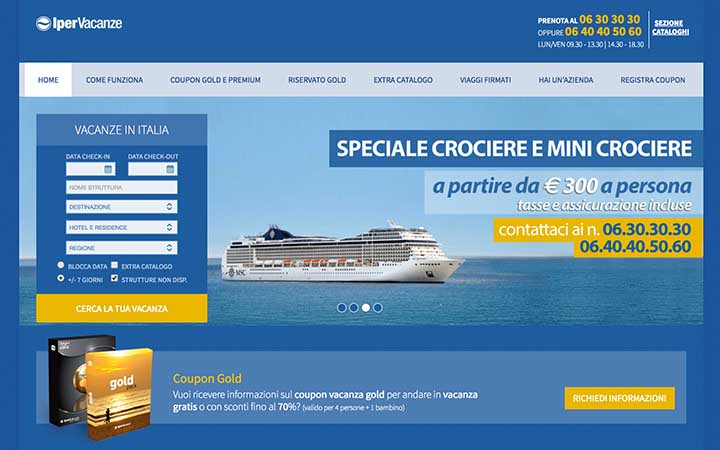 IperVacanze
PRENOTA AL 06 30 30 30
OPPURE 06 40 40 50 60
LUN/VEN 09.30 - 13.30 | 14.30 - 18.30
SEZIONE
CATALOGHI
HOME COME FUNZIONA COUPON GOLD E PREMIUM RISERVATO GOLD EXTRA CATALOGO VIAGGI FIRMATI HAI UN'AZIENDA REGISTRA COUPON
VACANZE IN ITALIA
DATA CHECK-IN DATA CHECK-OUT
NOME STRUTTURA
DESTINAZIONE
HOTEL E RESIDENCE
REGIONE
BLOCCA DATA EXTRA CATALOGO
+/- 7 GIORNI STRUTTURE NON DISP.
CERCA LA TUA VACANZA
SPECIALE CROCIERE E MINI CROCIERE
a partire da € 300 a persona
tasse e assicurazione incluse
contattaci ai n. 06.30.30.30
06.40.40.50.60
MSC
gold
Coupon Gold
Vuoi ricevere informazioni sul coupon vacanza gold per andare in vacanza
gratis o con sconti fino al 70%? (valido per 4 persone + 1 bambino)
RICHIEDI INFORMAZIONI